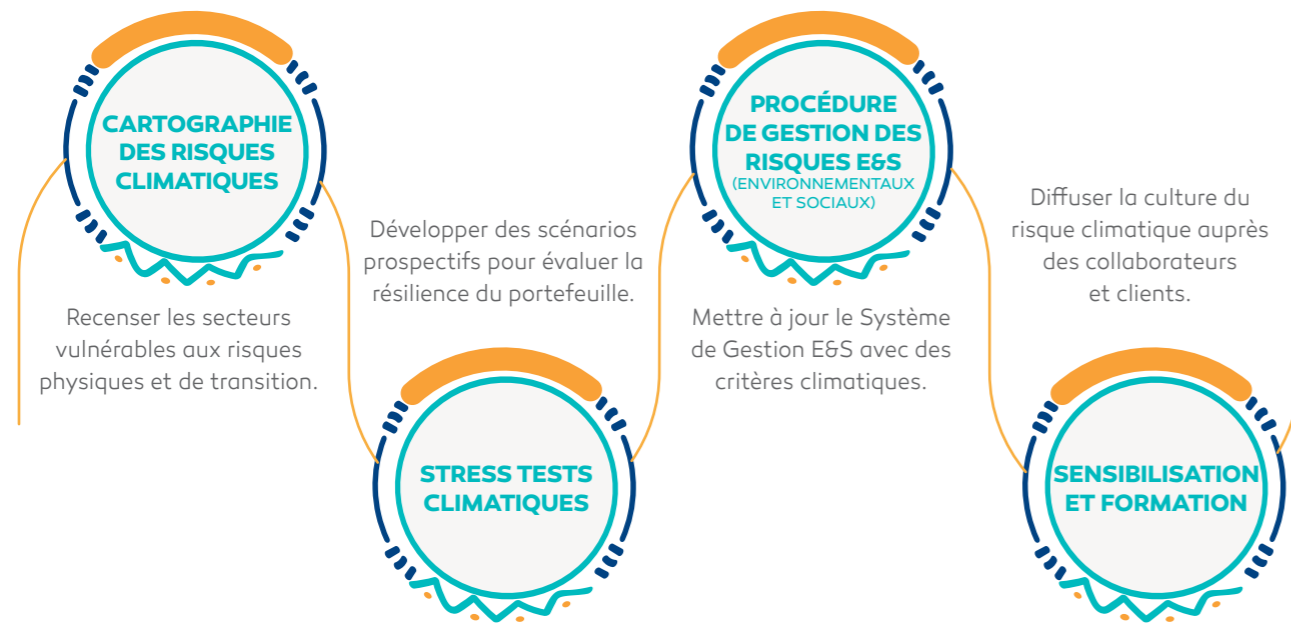 CARTOGRAPHIE
DES RISQUES
CLIMATIQUES
Recenser les secteurs
vulnérables aux risques
physiques et de transition.
Développer des scénarios
prospectifs pour évaluer la
résilience du portefeuille.
STRESS TESTS
CLIMATIQUES
PROCÉDURE
DE GESTION DES
RISQUES E&S
(ENVIRONNEMENTAUX
ET SOCIAUX)
Mettre à jour le Système
de Gestion E&S avec des
critères climatiques.
Diffuser la culture du
risque climatique auprès
des collaborateurs
et clients.
SENSIBILISATION
ET FORMATION